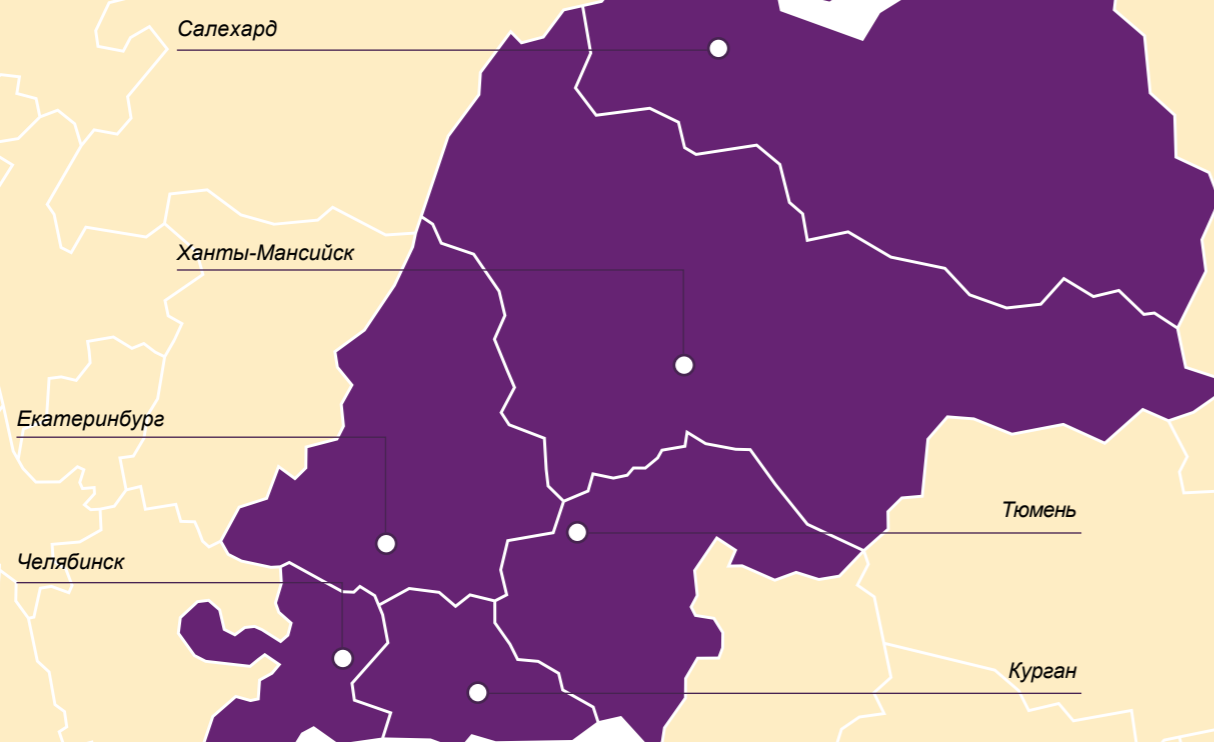 Салехард
Ханты-Мансийск
Екатеринбург
Тюмень
Челябинск
Курган